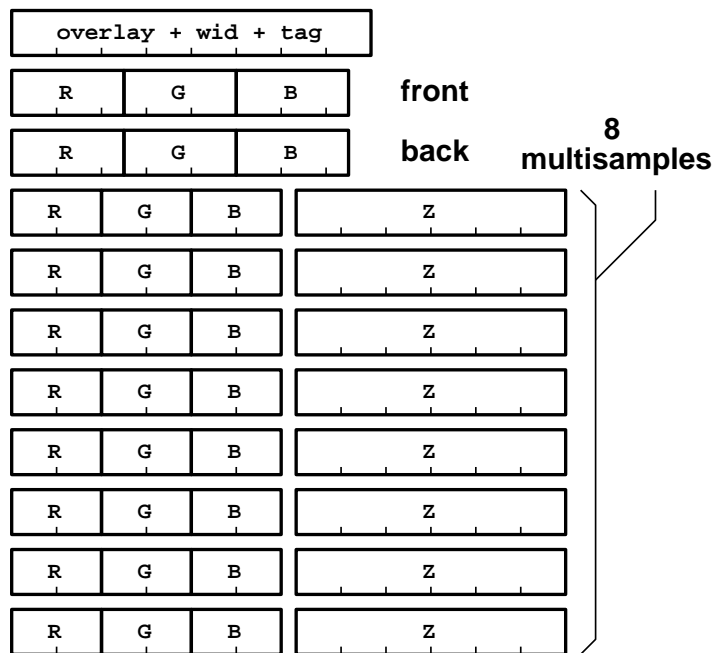 overlay + wid + tag
R G B front
R G B back
8
multisamples
R G B Z
R G B Z
R G B Z
R G B Z
R G B Z
R G B Z
R G B Z
R G B Z